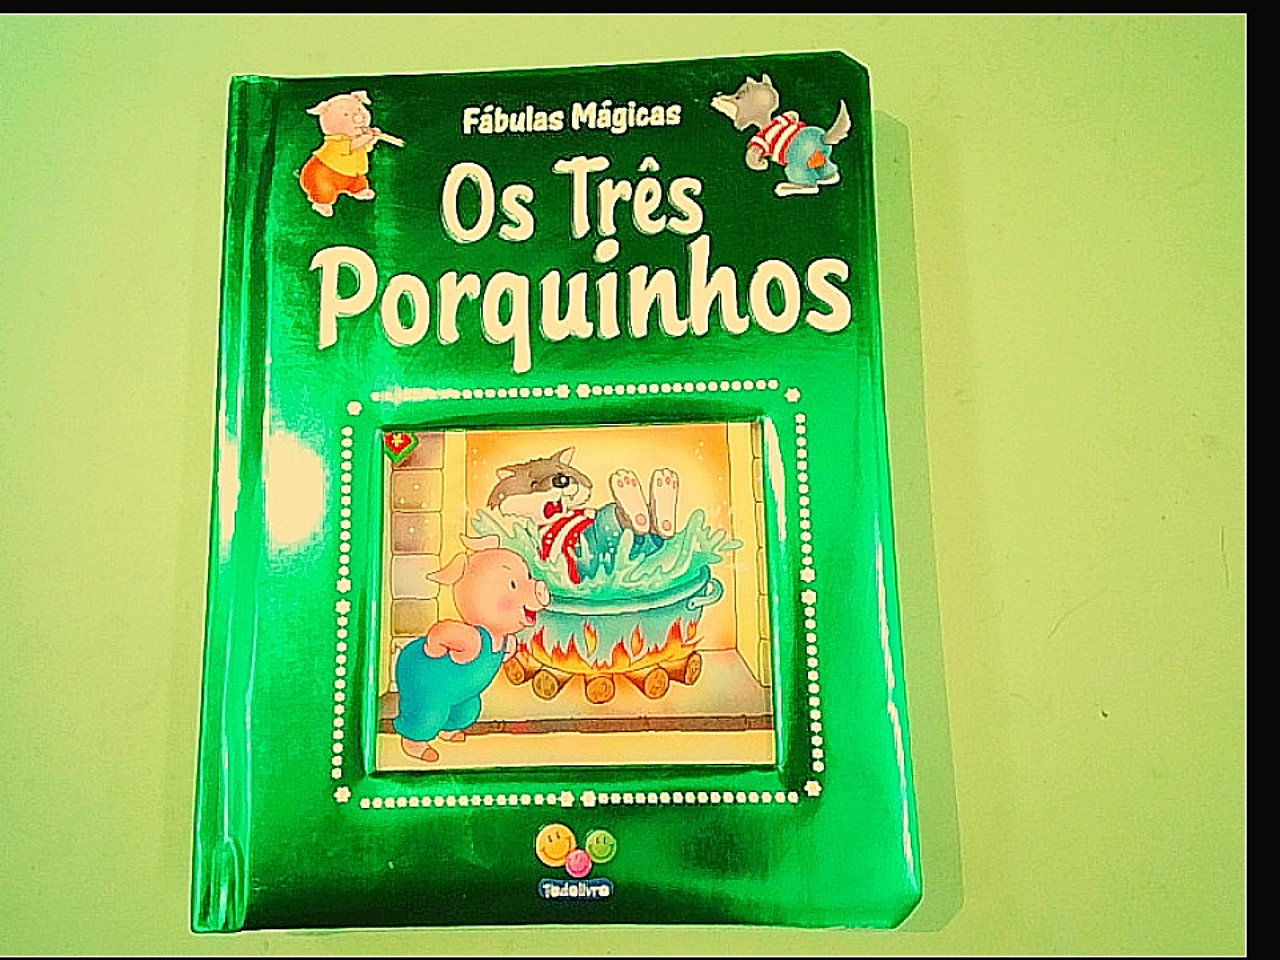 Fábulas Mágicas
Os Três
Porquinhos
Todolivro